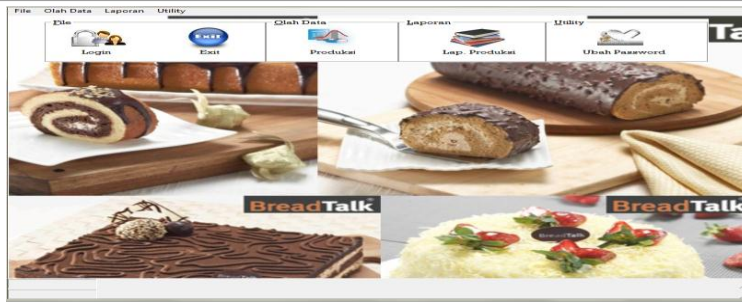 File Olah Data Laporan Utility
File Olah Data Laporan Utility
Login Exit Produksi Lap. Produksi Ubah Password
EXIT
Ta
BreadTalk BreadTalk
BreadTalk